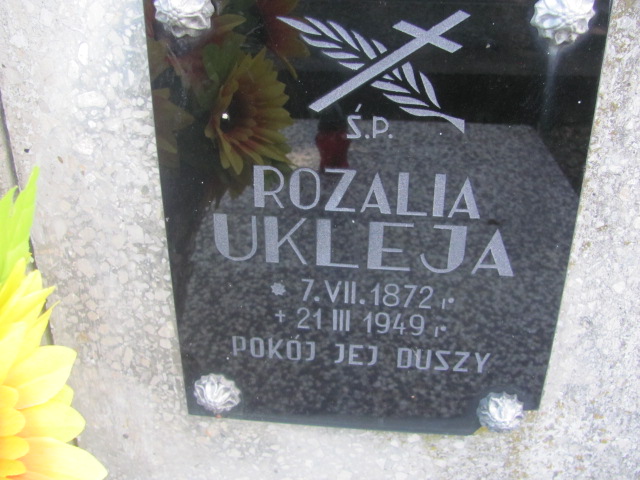 Ś.P.
ROZALIA
UKLEJA
* 7.VII.1872 r.
+ 21 III 1949 r.
POKÓJ JEJ DUSZY